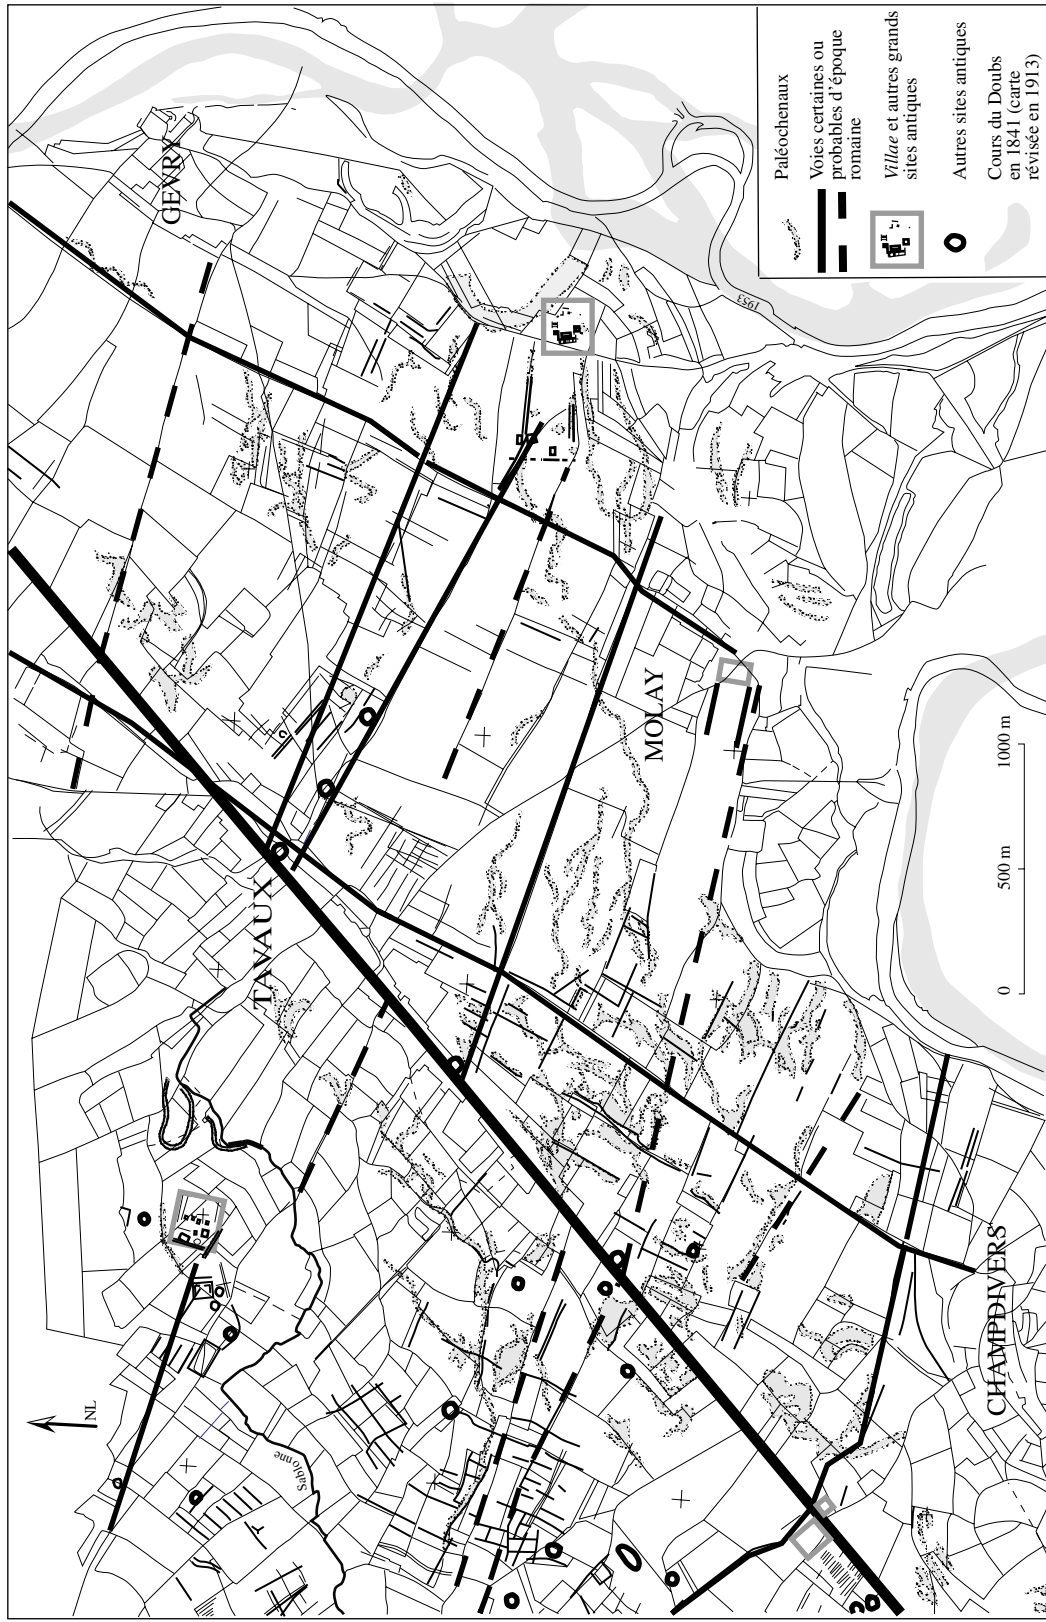 GEVRY
TAVAUX
MOLAY
CHAMPDIVERS
Sablonne
1953
NL
0
500 m
1000 m
Paléochenaux
Voies certaines ou
probables d'époque
romaine
Villae et autres grands
sites antiques
Autres sites antiques
Cours du Doubs
en 1841 (carte
révisée en 1913)